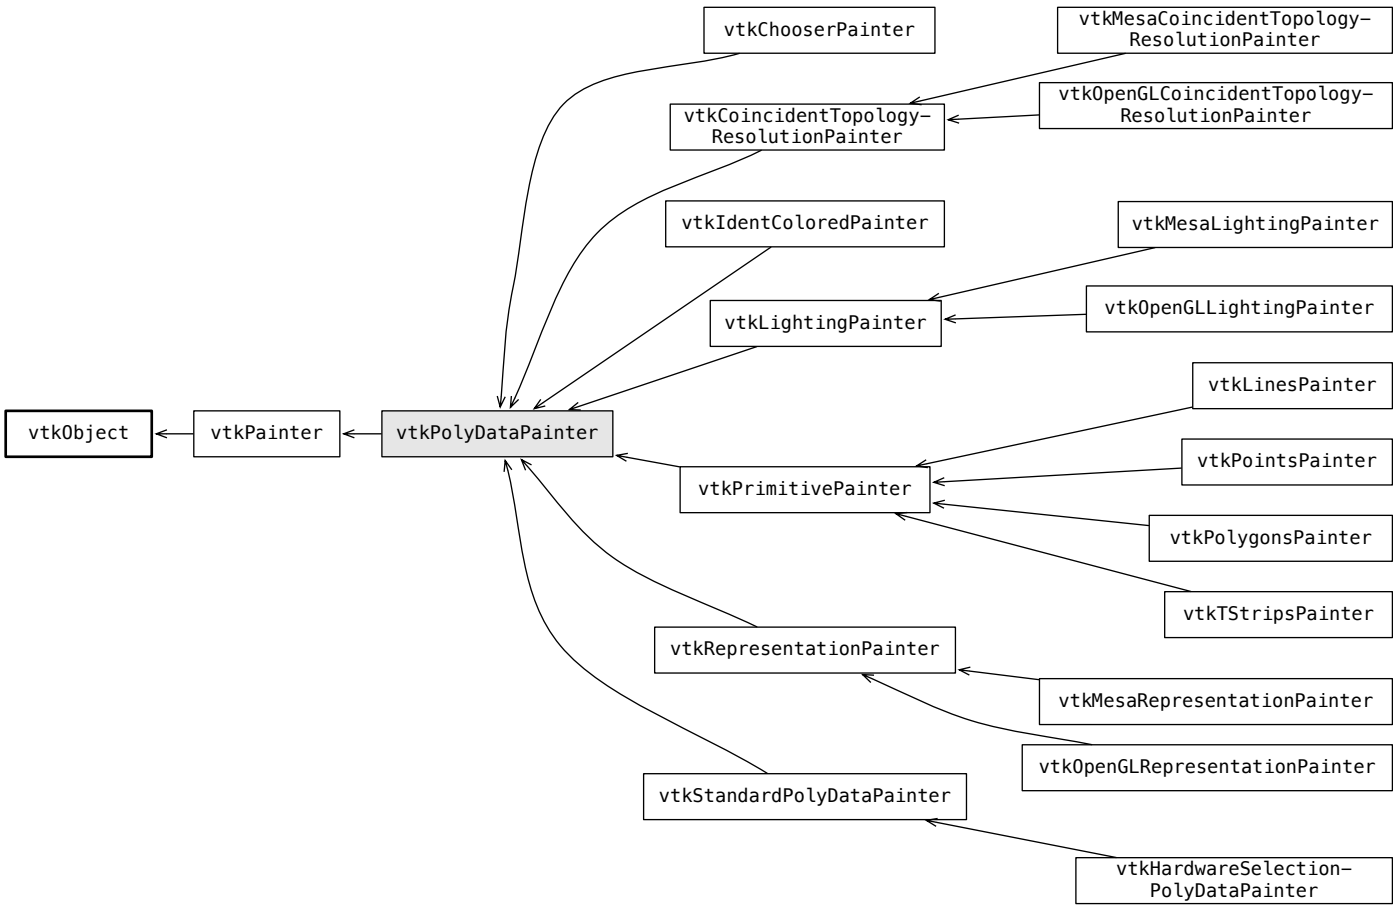 vtkChooserPainter
vtkMesaCoincidentTopology−
ResolutionPainter
vtkOpenGLCoincidentTopology−
ResolutionPainter
vtkCoincidentTopology−
ResolutionPainter
vtkIdentColoredPainter
vtkMesaLightingPainter
vtkOpenGLLightingPainter
vtkLightingPainter
vtkLinesPainter
vtkObject
vtkPainter
vtkPolyDataPainter
vtkPointsPainter
vtkPrimitivePainter
vtkPolygonsPainter
vtkTStripsPainter
vtkRepresentationPainter
vtkMesaRepresentationPainter
vtkOpenGLRepresentationPainter
vtkStandardPolyDataPainter
vtkHardwareSelection−
PolyDataPainter